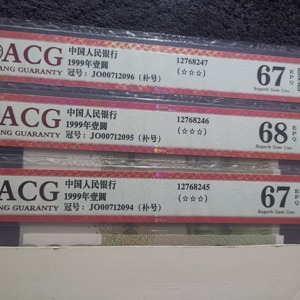 ACG
ANG GUARANTY
中国人民银行
1999年壹圆
冠号：JO00712096（补号）
12768247
(☆☆☆)
67 EPQ
Superb Gem Unc
ACG
ANG GUARANTY
中国人民银行
1999年壹圆
冠号：JO00712095（补号）
12768246
(☆☆☆)
68 EPQ
Superb Gem Unc
ACG
NG GUARANTY
中国人民银行
1999年壹圆
冠号：JO00712094（补号）
12768245
(☆☆☆)
67 EPQ
Superb Gem Unc